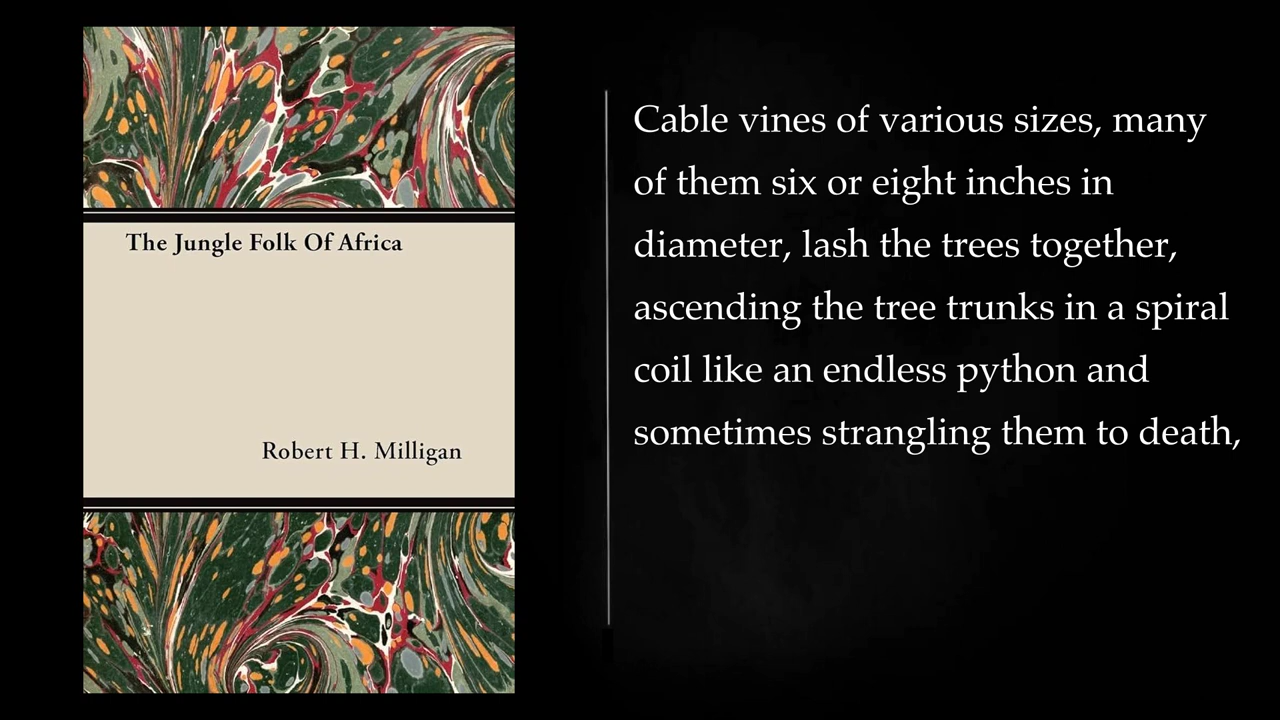 The Jungle Folk Of Africa
Robert H. Milligan
Cable vines of various sizes, many
of them six or eight inches in
diameter, lash the trees together,
ascending the tree trunks in a spiral
coil like an endless python and
sometimes strangling them to death,